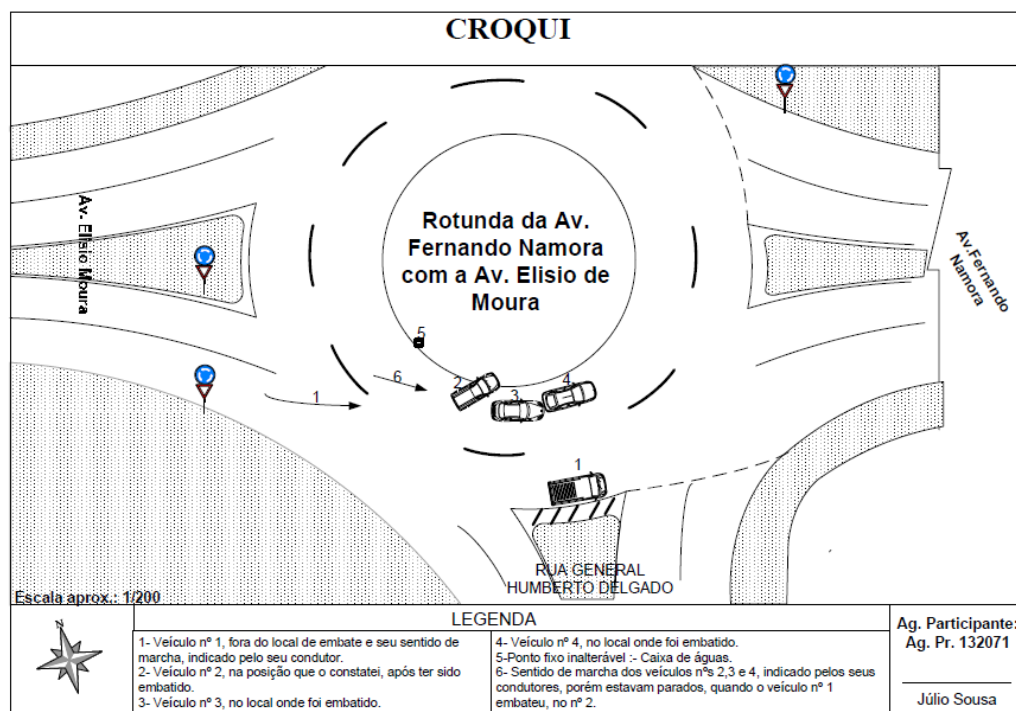 CROQUI
Av- Elisio Moura
Rotunda da Av.
Fernando Namora
com a Av. Elisio de
Moura
Av.Fernando
Namora
5
6
2
4
3
1
1
RUA GENERAL
HUMBERTO DELGADO
Escala aprox.: 1/200
LEGENDA
N
1- Veículo nº 1, fora do local de embate e seu sentido de
marcha, indicado pelo seu condutor.
2- Veículo nº 2, na posição que o constatei, após ter sido
embatido.
3- Veículo nº 3, no local onde foi embatido.
4- Veículo nº 4, no local onde foi embatido.
5-Ponto fixo inalterável :- Caixa de águas.
6- Sentido de marcha dos veículos nºs 2,3 e 4, indicado pelos seus
condutores, porém estavam parados, quando o veículo nº 1
embateu, no nº 2.
Ag. Participante:
Ag. Pr. 132071
Júlio Sousa